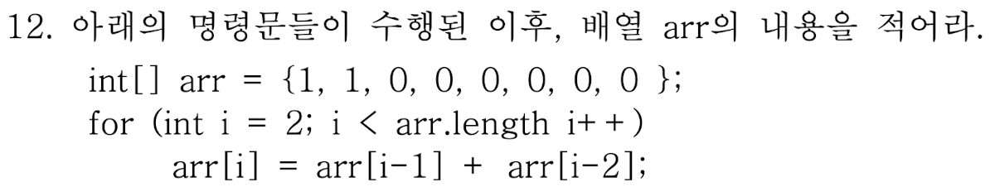 12. 아래의 명령문들이 수행된 이후, 배열 arr의 내용을 적어라.
int[] arr = {1, 1, 0, 0, 0, 0, 0, 0 };
for (int i = 2; i < arr.length i++)
arr[i] = arr[i-1] + arr[i-2];